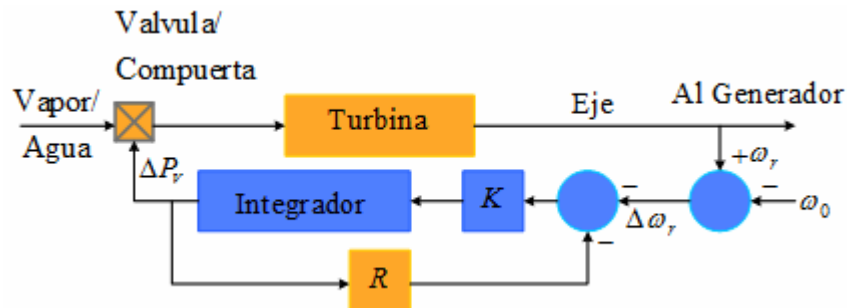 Valvula/
Compuerta
Vapor/
Agua
Turbina
Eje
Al Generador
+ωr
−
ω0
Δωr
−
−
K
Integrador
ΔPv
R